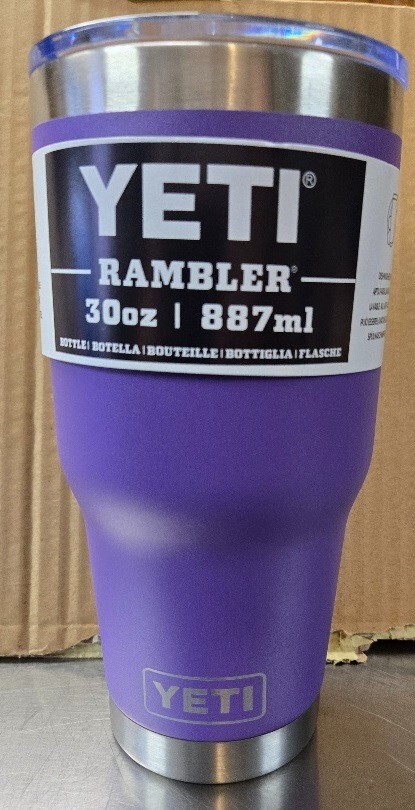 YETI®
RAMBLER®
30oz | 887ml
BOTTLE | BOTELLA | BOUTEILLE | BOTTIGLIA | FLASCHE
YETI